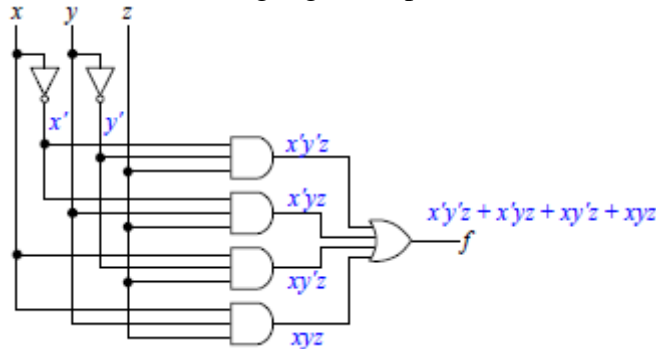 x y z
x' y'
x'y'z
x'yz
x'y'z + x'yz + xy'z + xyz
f
xy'z
xyz